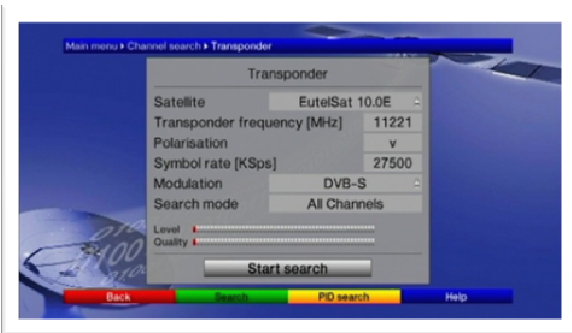 Main menu › Channel search › Transponder
Transponder
Satellite EutelSat 10.0E
Transponder frequency [MHz] 11221
Polarisation v
Symbol rate [KSps] 27500
Modulation DVB-S
Search mode All Channels
Level
Quality
Start search
Back Search PID search Help